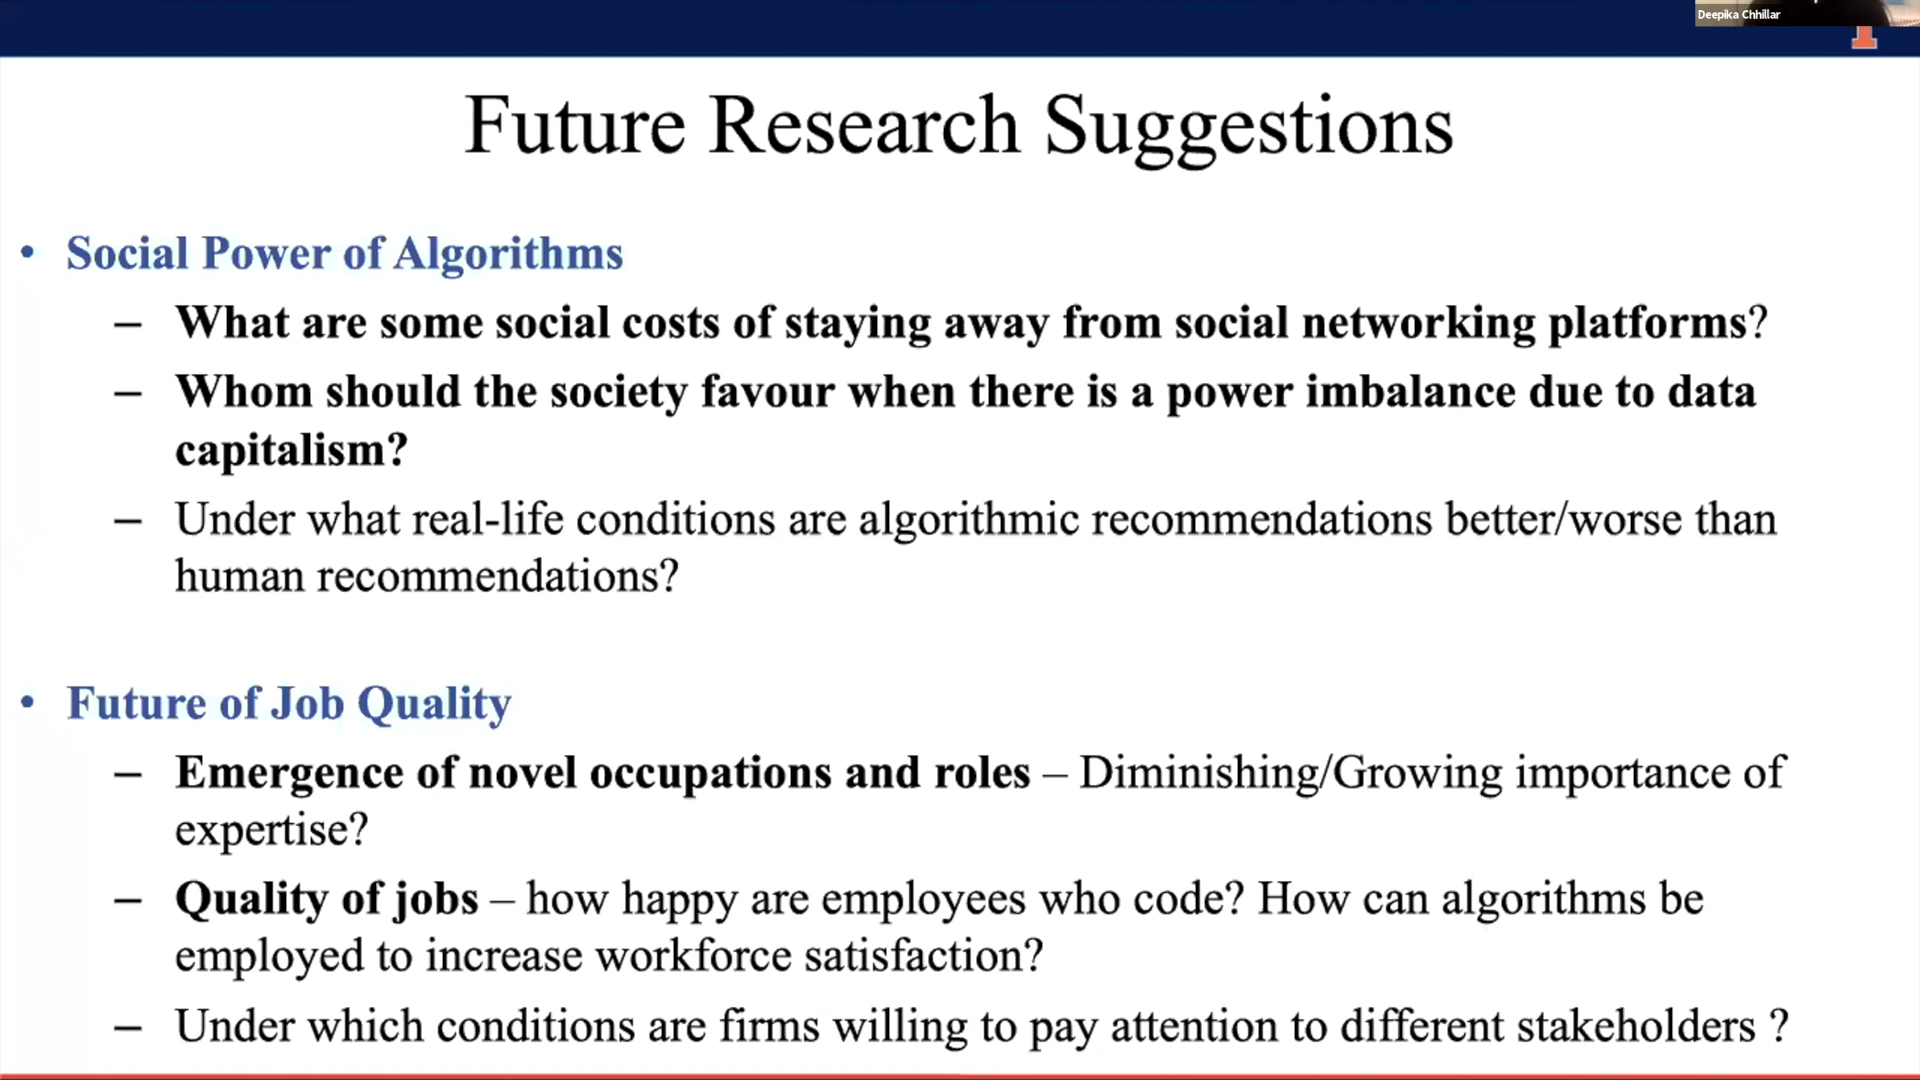 Deepika Chhillar
Future Research Suggestions
• Social Power of Algorithms
– What are some social costs of staying away from social networking platforms?
– Whom should the society favour when there is a power imbalance due to data
capitalism?
– Under what real-life conditions are algorithmic recommendations better/worse than
human recommendations?
• Future of Job Quality
– Emergence of novel occupations and roles – Diminishing/Growing importance of
expertise?
– Quality of jobs – how happy are employees who code? How can algorithms be
employed to increase workforce satisfaction?
– Under which conditions are firms willing to pay attention to different stakeholders ?